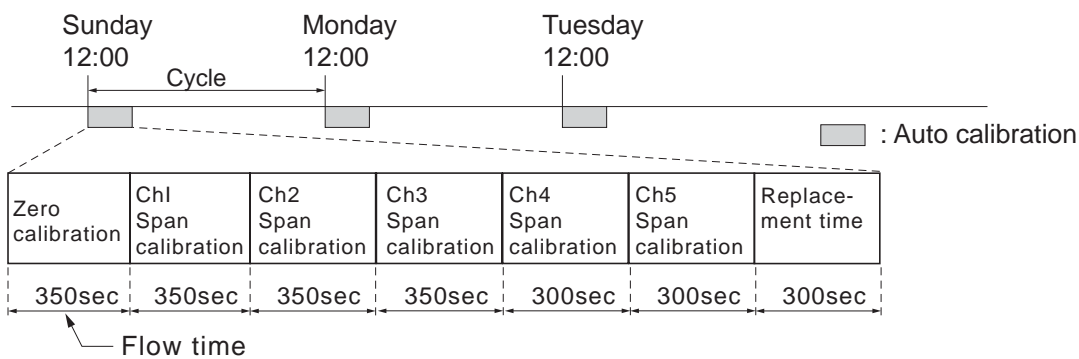 Sunday
12:00
Monday
12:00
Tuesday
12:00
Cycle
: Auto calibration
Zero
calibration
Chl
Span
calibration
Ch2
Span
calibration
Ch3
Span
calibration
Ch4
Span
calibration
Ch5
Span
calibration
Replace-
ment time
350sec
350sec
350sec
350sec
300sec
300sec
300sec
Flow time